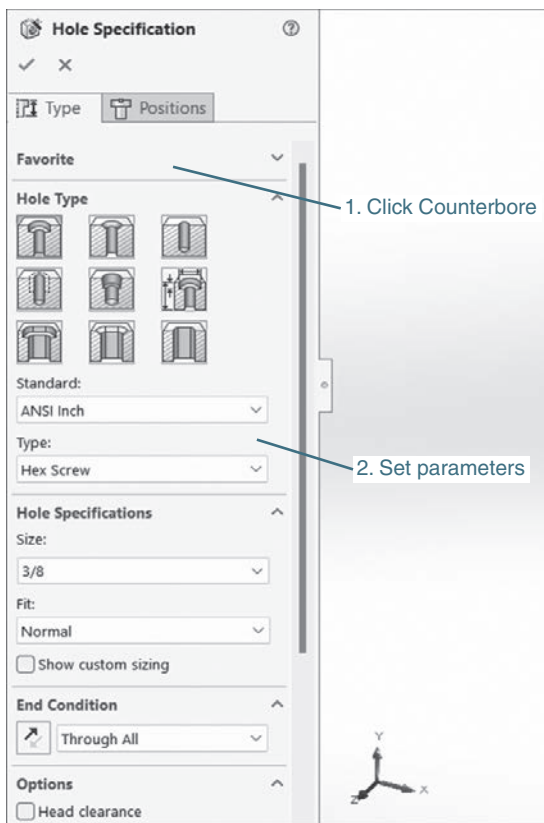 Hole Specification
Type
Positions
Favorite
1. Click Counterbore
Hole Type
Standard:
ANSI Inch
Type:
2. Set parameters
Hex Screw
Hole Specifications
Size:
3/8
Fit:
Normal
Show custom sizing
End Condition
Through All
Options
Head clearance
Y
X
Z